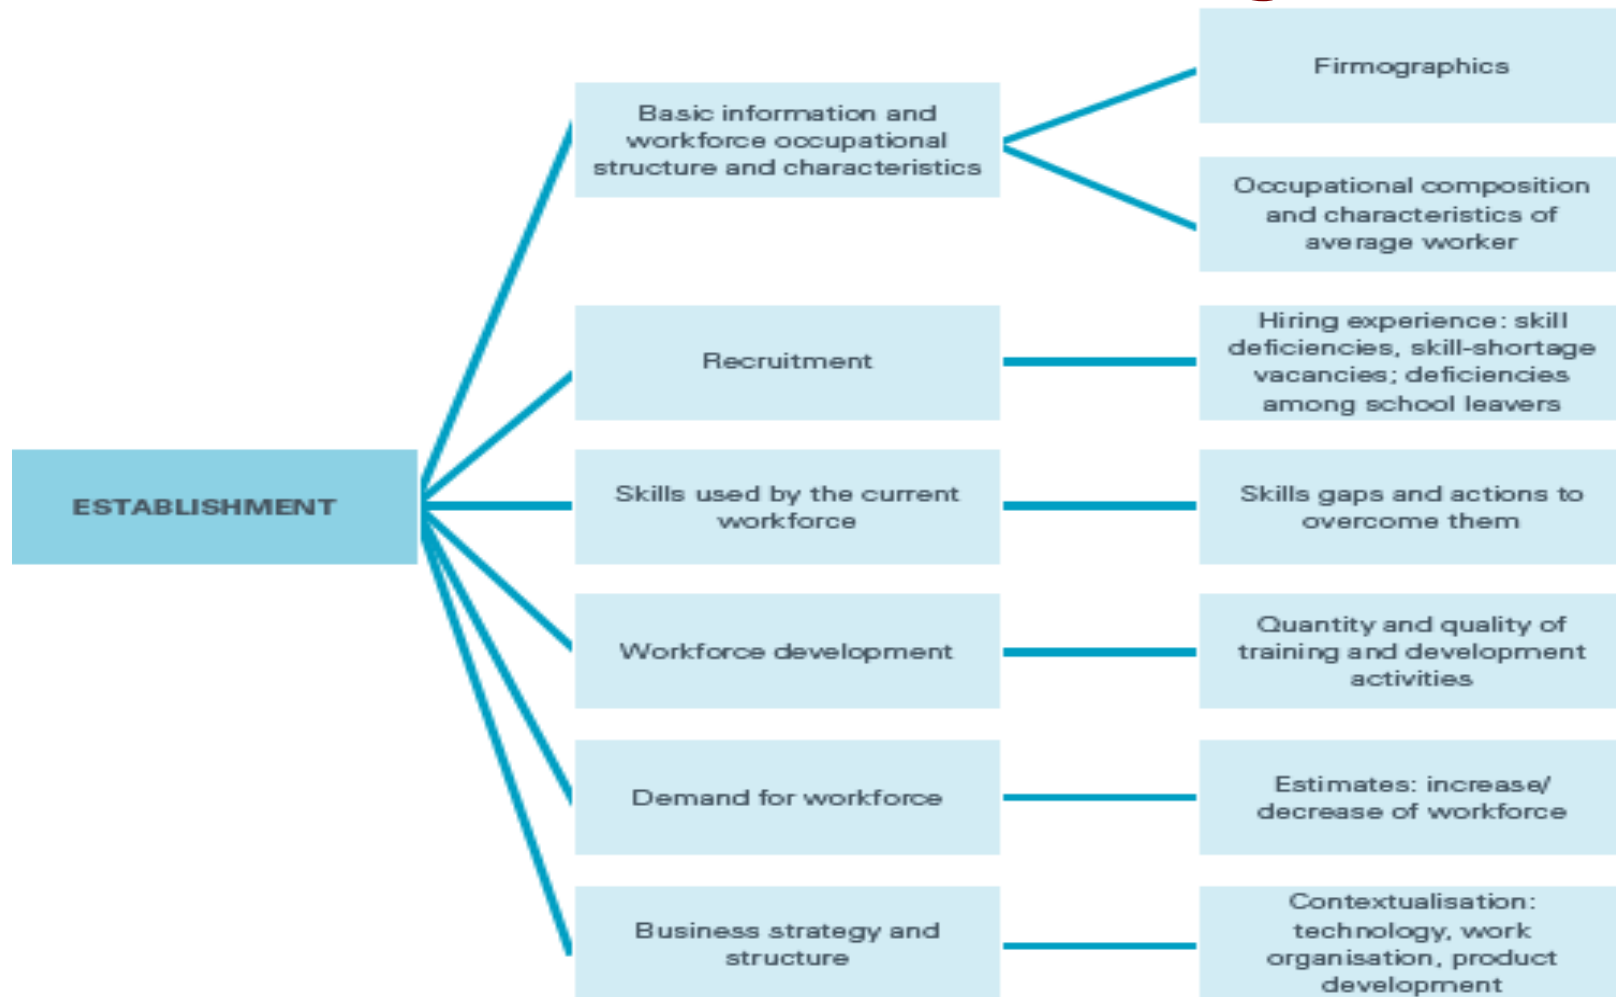 Firmographics
Basic information and
workforce occupational
structure and characteristics
Occupational composition
and characteristics of
average worker
Recruitment
Hiring experience: skill
deficiencies, skill-shortage
vacancies; deficiencies
among school leavers
ESTABLISHMENT
Skills used by the current
workforce
Skills gaps and actions to
overcome them
Workforce development
Quantity and quality of
training and development
activities
Demand for workforce
Estimates: increase/
decrease of workforce
Business strategy and
structure
Contextualisation:
technology, work
organisation, product
development